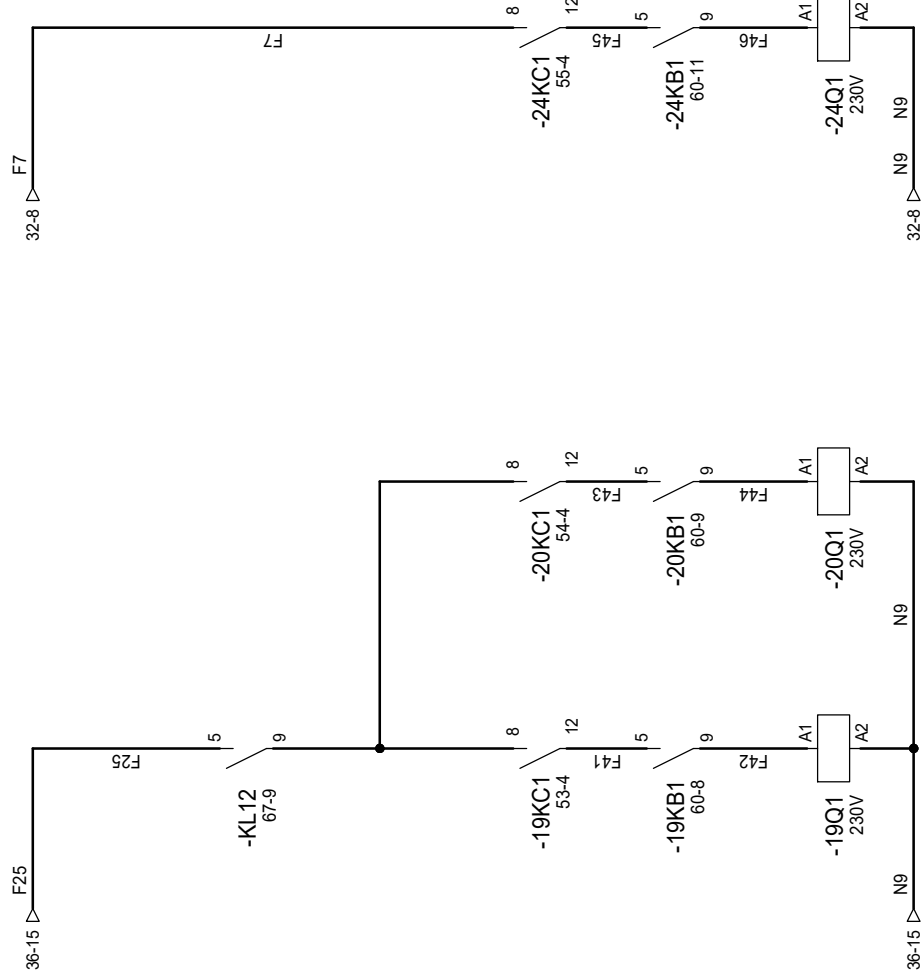 F7
32-8
F7
8
12
-24KC1
55-4
F45
5
9
-24KB1
60-11
F46
A1
A2
-24Q1
230V
N9
N9
32-8
8
12
-20KC1
54-4
F43
5
9
-20KB1
60-9
F44
A1
A2
-20Q1
230V
N9
F25
36-15
F25
5
9
-KL12
67-9
8
12
-19KC1
53-4
F41
5
9
-19KB1
60-8
F42
A1
A2
-19Q1
230V
N9
36-15